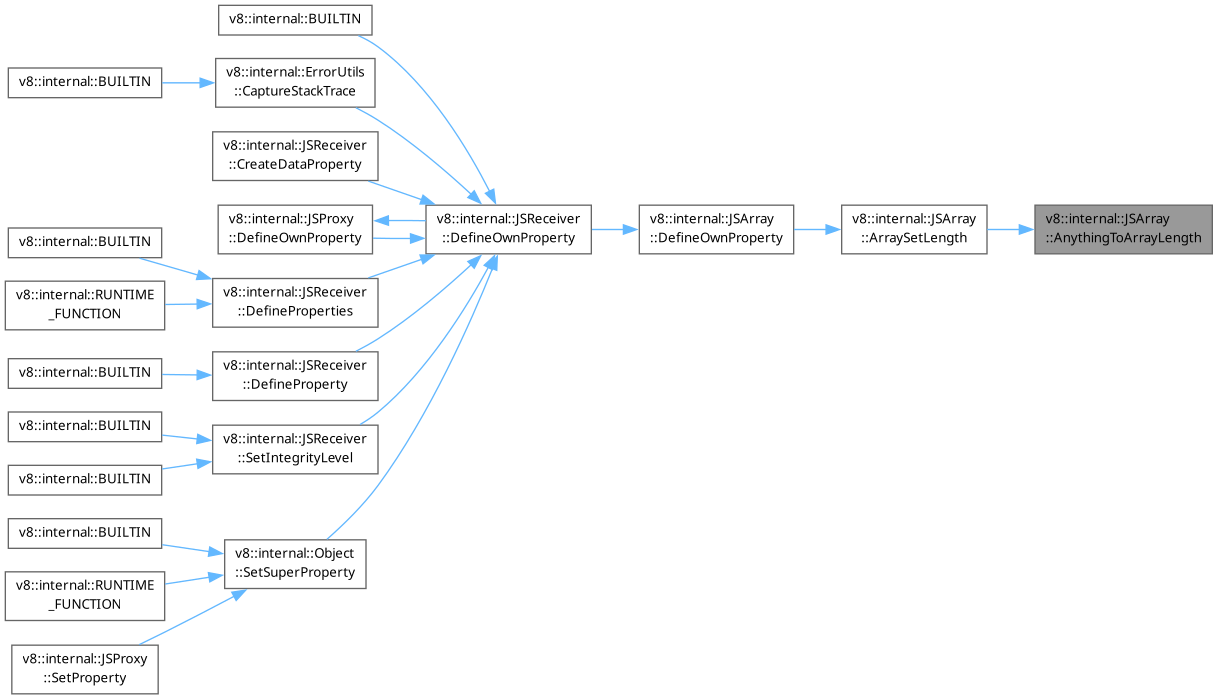 v8::internal::BUILTIN
v8::internal::ErrorUtils
::CaptureStackTrace
v8::internal::BUILTIN
v8::internal::JSReceiver
::CreateDataProperty
v8::internal::JSProxy
::DefineOwnProperty
v8::internal::JSReceiver
::DefineOwnProperty
v8::internal::JSArray
::DefineOwnProperty
v8::internal::JSArray
::ArraySetLength
v8::internal::JSArray
::AnythingToArrayLength
v8::internal::BUILTIN
v8::internal::RUNTIME
_FUNCTION
v8::internal::JSReceiver
::DefineProperties
v8::internal::BUILTIN
v8::internal::JSReceiver
::DefineProperty
v8::internal::BUILTIN
v8::internal::JSReceiver
::SetIntegrityLevel
v8::internal::BUILTIN
v8::internal::BUILTIN
v8::internal::Object
::SetSuperProperty
v8::internal::RUNTIME
_FUNCTION
v8::internal::JSProxy
::SetProperty